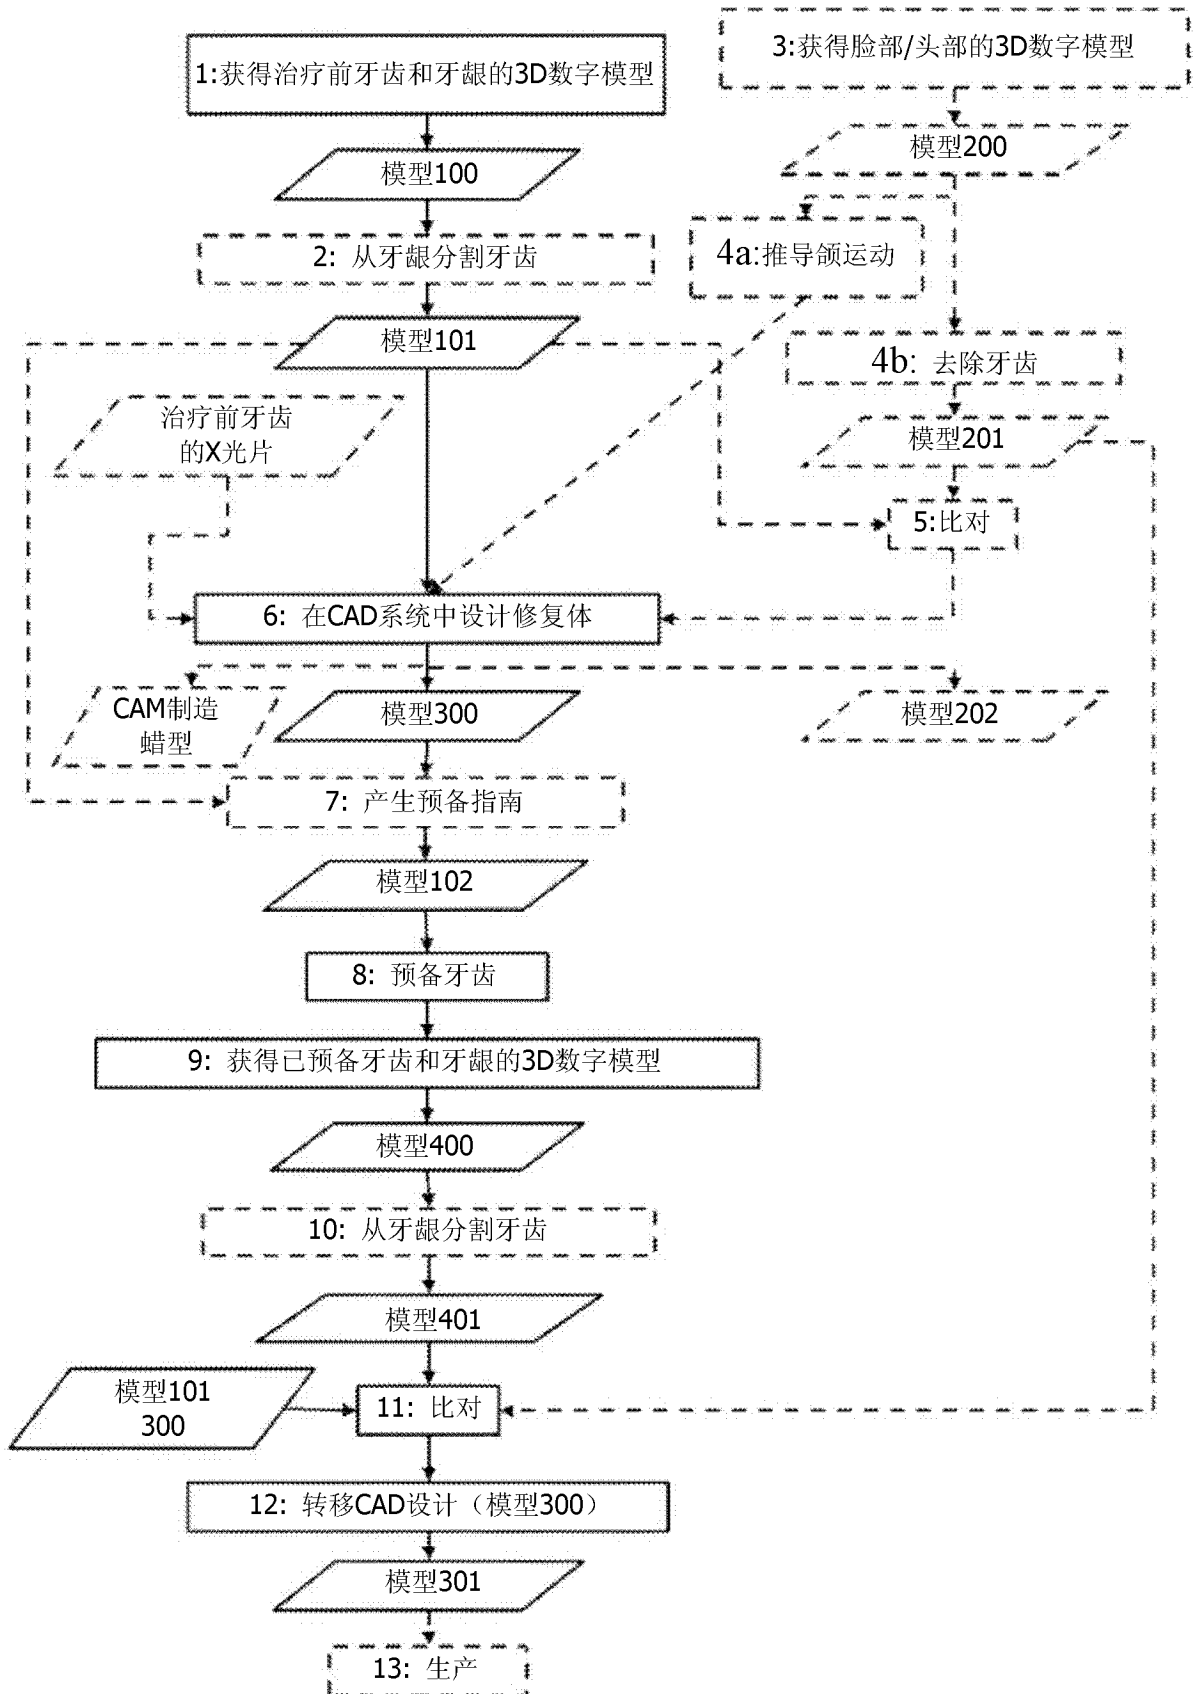 3:获得脸部/头部的3D数字模型
1:获得治疗前牙齿和牙龈的3D数字模型
模型200
模型100
4a:推导颌运动
2: 从牙龈分割牙齿
模型101
4b: 去除牙齿
治疗前牙齿
的X光片
模型201
5:比对
6: 在CAD系统中设计修复体
CAM制造
蜡型
模型300
模型202
7: 产生预备指南
模型102
8: 预备牙齿
9: 获得已预备牙齿和牙龈的3D数字模型
模型400
10: 从牙龈分割牙齿
模型401
模型101
300
11: 比对
12: 转移CAD设计（模型300）
模型301
13: 生产